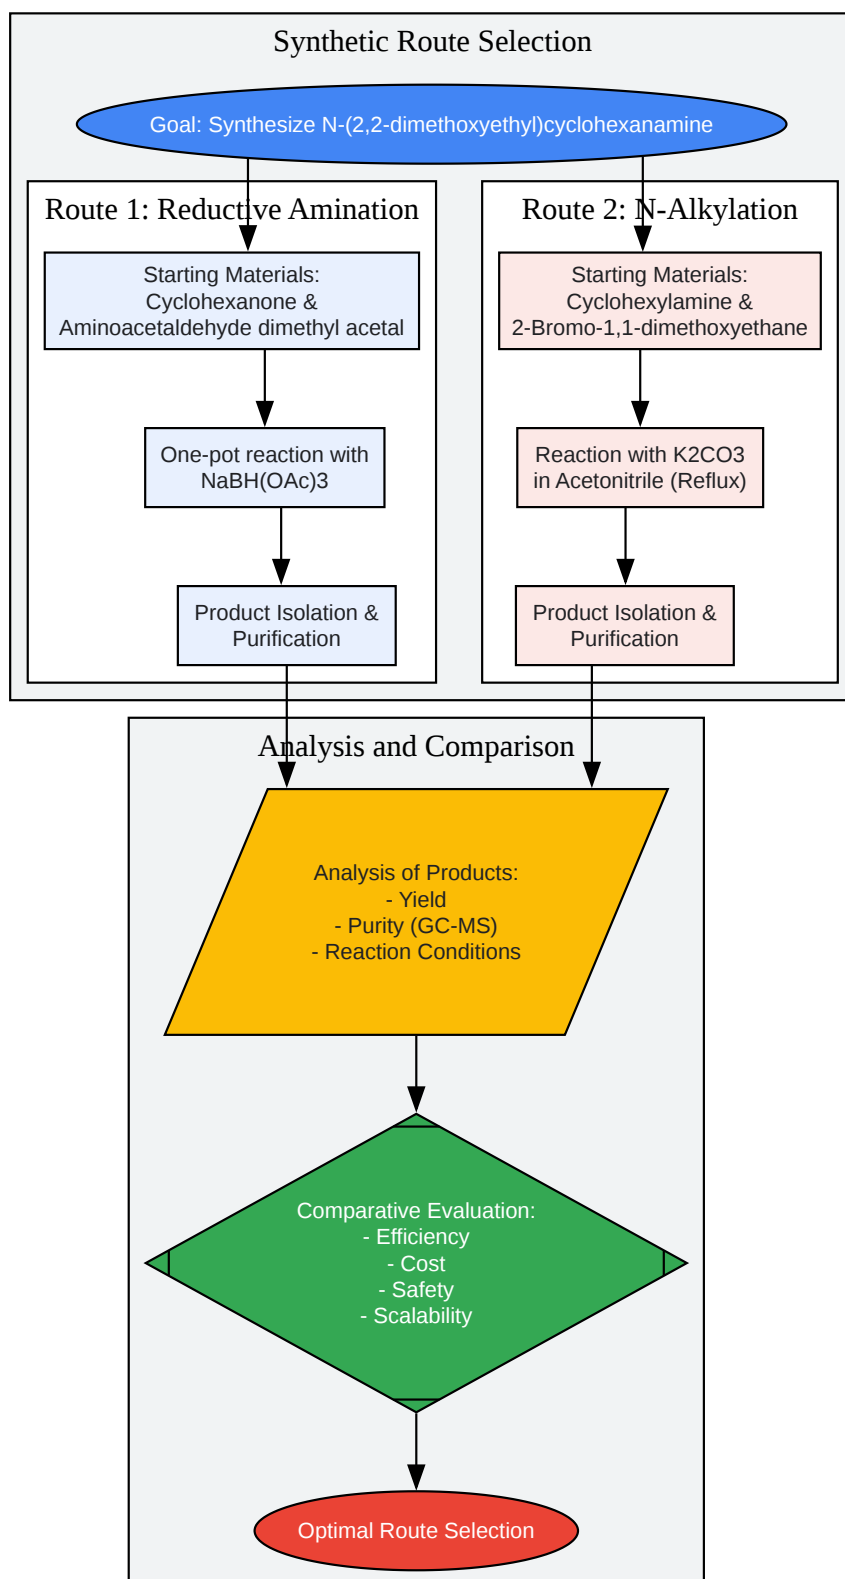 Synthetic Route Selection
Goal: Synthesize N-(2,2-dimethoxyethyl)cyclohexanamine
Route 1: Reductive Amination
Starting Materials:
Cyclohexanone &
Aminoacetaldehyde dimethyl acetal
One-pot reaction with
NaBH(OAc)3
Product Isolation &
Purification
Route 2: N-Alkylation
Starting Materials:
Cyclohexylamine &
2-Bromo-1,1-dimethoxyethane
Reaction with K2CO3
in Acetonitrile (Reflux)
Product Isolation &
Purification
Analysis and Comparison
Analysis of Products:
- Yield
- Purity (GC-MS)
- Reaction Conditions
Comparative Evaluation:
- Efficiency
- Cost
- Safety
- Scalability
Optimal Route Selection